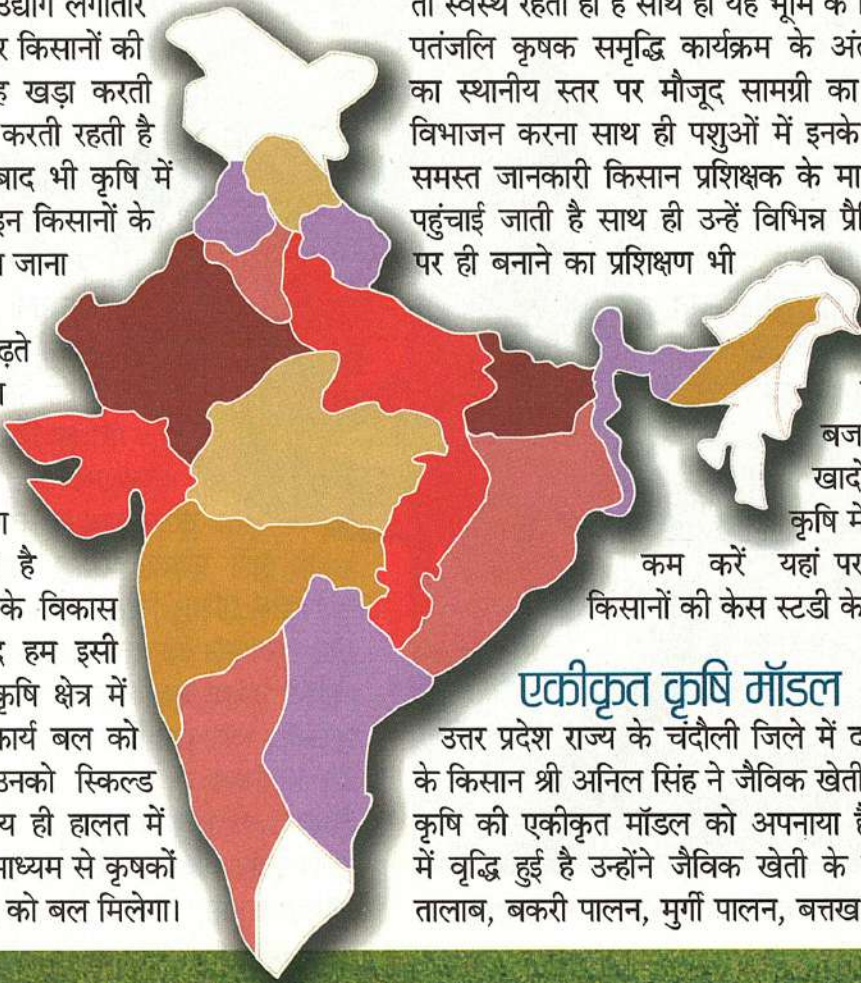 उद्योग लगातार
र किसानों की
ह खड़ा करती
करती रहती है
बाद भी कृषि में
इन किसानों के
जाना
ढ़ते
है
के विकास
हम इसी
कृषि क्षेत्र में
कार्य बल को
उनको स्किल्ड
य ही हालत में
माध्यम से कृषकों
को बल मिलेगा।
तो स्वस्थ रहता ही है साथ ही यह भूमि के
पतंजलि कृषक समृद्धि कार्यक्रम के अंत
का स्थानीय स्तर पर मौजूद सामग्री का
विभाजन करना साथ ही पशुओं में इनके
समस्त जानकारी किसान प्रशिक्षक के मा
पहुंचाई जाती है साथ ही उन्हें विभिन्न प्रै
पर ही बनाने का प्रशिक्षण भी
बज
खादो
कृषि में
कम करें यहां पर
किसानों की केस स्टडी के
एकीकृत कृषि मॉडल
उत्तर प्रदेश राज्य के चंदौली जिले में
के किसान श्री अनिल सिंह ने जैविक खेती
कृषि की एकीकृत मॉडल को अपनाया है
में वृद्धि हुई है उन्होंने जैविक खेती के
तालाब, बकरी पालन, मुर्गी पालन, बत्तख